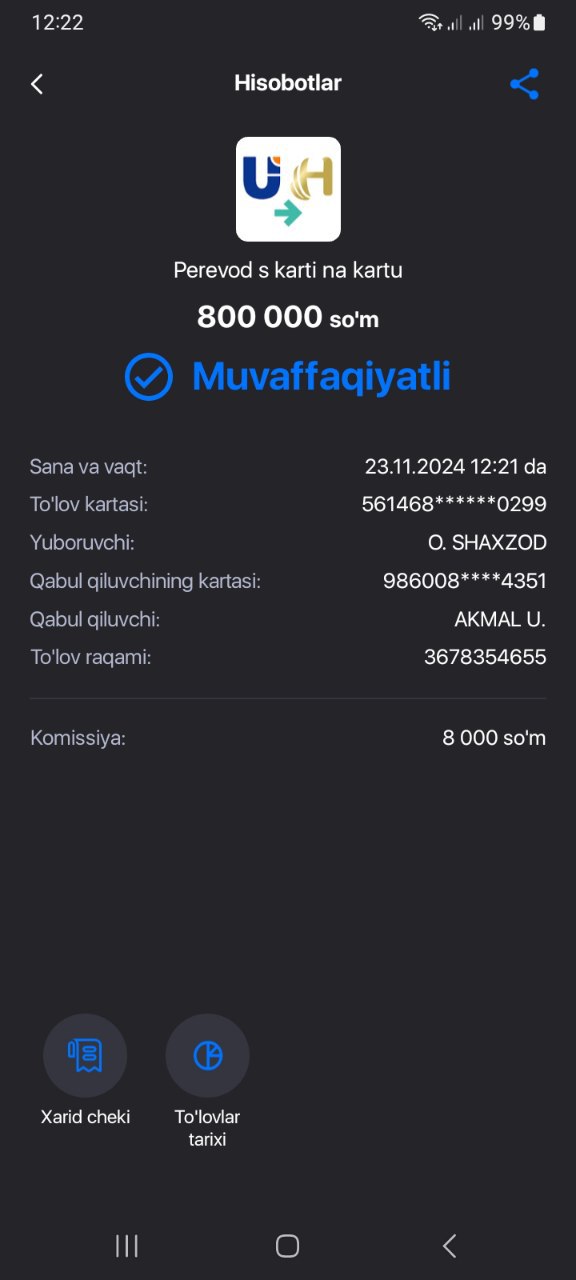 12:22 99%
Hisobotlar
U H
Perevod s karti na kartu
800 000 so'm
Muvaffaqiyatli
Sana va vaqt: 23.11.2024 12:21 da
To'lov kartasi: 561468******0299
Yuboruvchi: O. SHAXZOD
Qabul qiluvchining kartasi: 986008****4351
Qabul qiluvchi: AKMAL U.
To'lov raqami: 3678354655
Komissiya: 8 000 so'm
Xarid cheki To'lovlar
tarixi